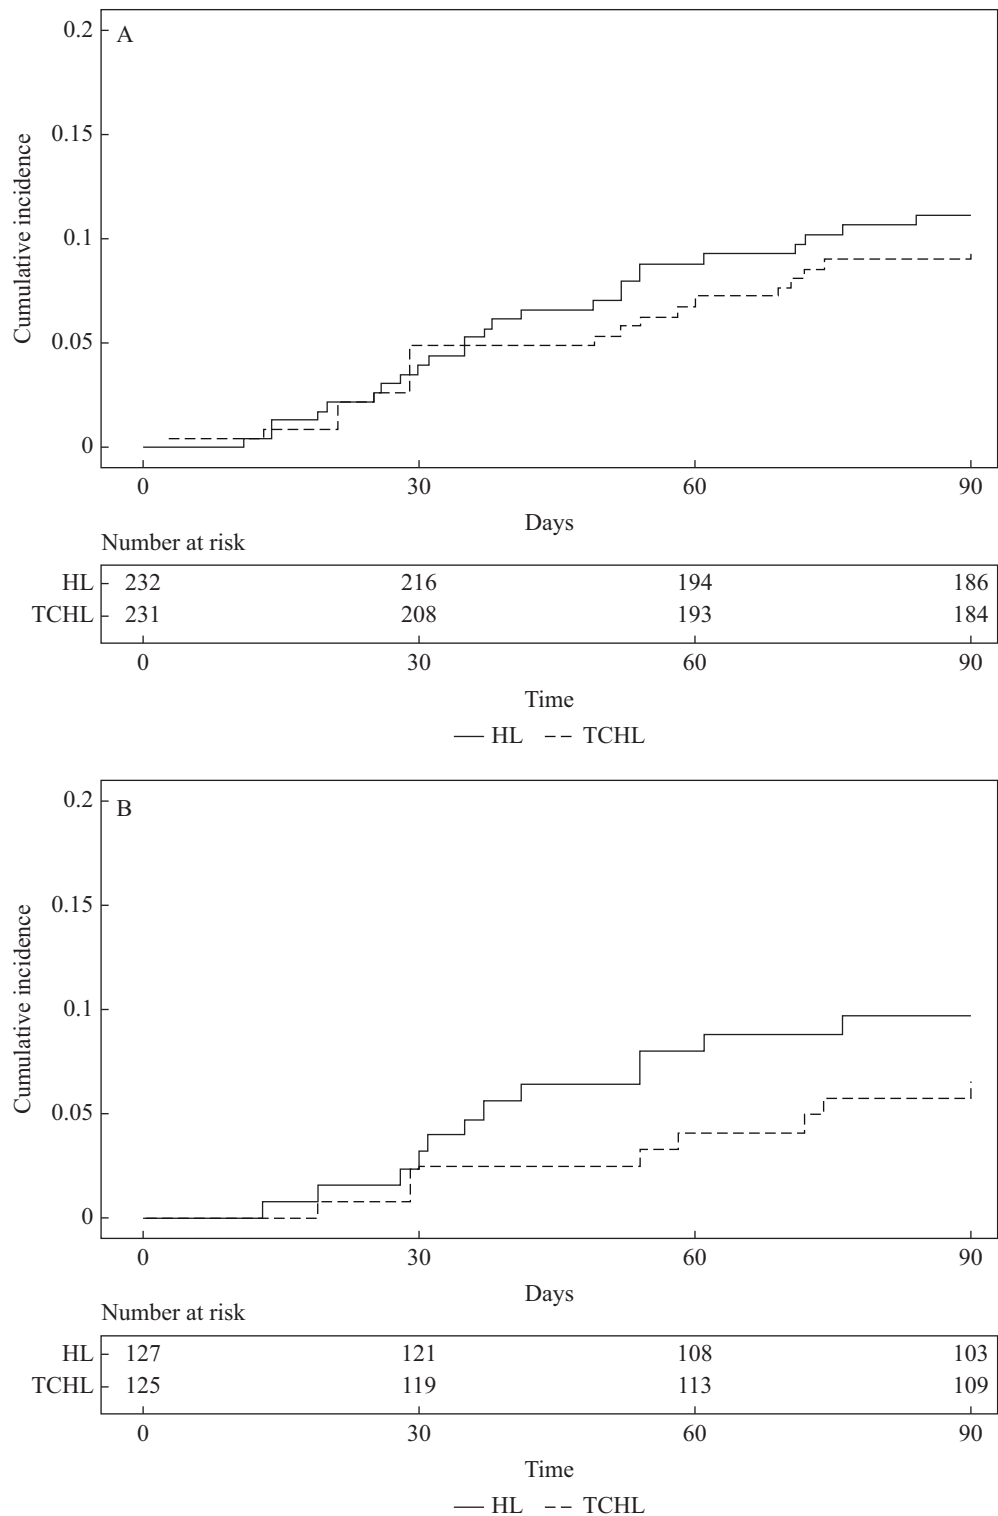 A
0.2
0.15
0.1
0.05
0
Cumulative incidence
0 30 60 90
Days
Number at risk
HL 232 216 194 186
TCHL 231 208 193 184
0 30 60 90
Time
HL TCHL
B
0.2
0.15
0.1
0.05
0
Cumulative incidence
0 30 60 90
Days
Number at risk
HL 127 121 108 103
TCHL 125 119 113 109
0 30 60 90
Time
HL TCHL